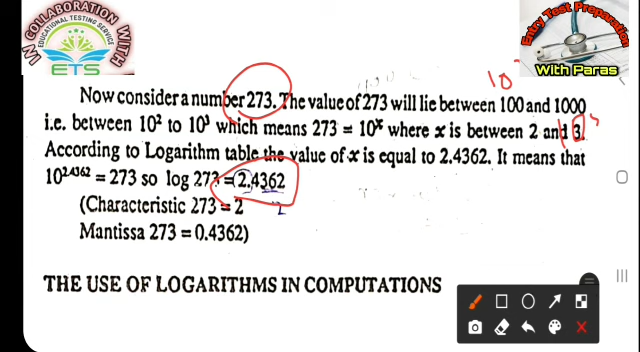 IN COLLABORATION WITH
EDUCATIONAL TESTING SERVICE
ETS
Entry Test Preparation
With Paras
10
Now consider a number 273. The value of 273 will lie between 100 and 1000
i.e. between 10² to 10³ which means 273 = 10ˣ where x is between 2 and 3.
According to Logarithm table the value of x is equal to 2.4362. It means that
10²·⁴³⁶² = 273 so log 273 = 2.4362
(Characteristic 273 = 2
2
Mantissa 273 = 0.4362)
THE USE OF LOGARITHMS IN COMPUTATIONS